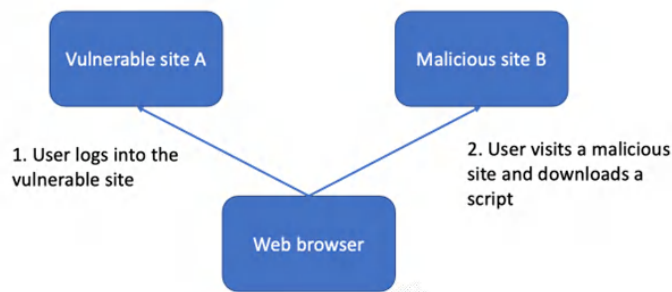 Vulnerable site A
Malicious site B
1. User logs into the
vulnerable site
2. User visits a malicious
site and downloads a
script
Web browser